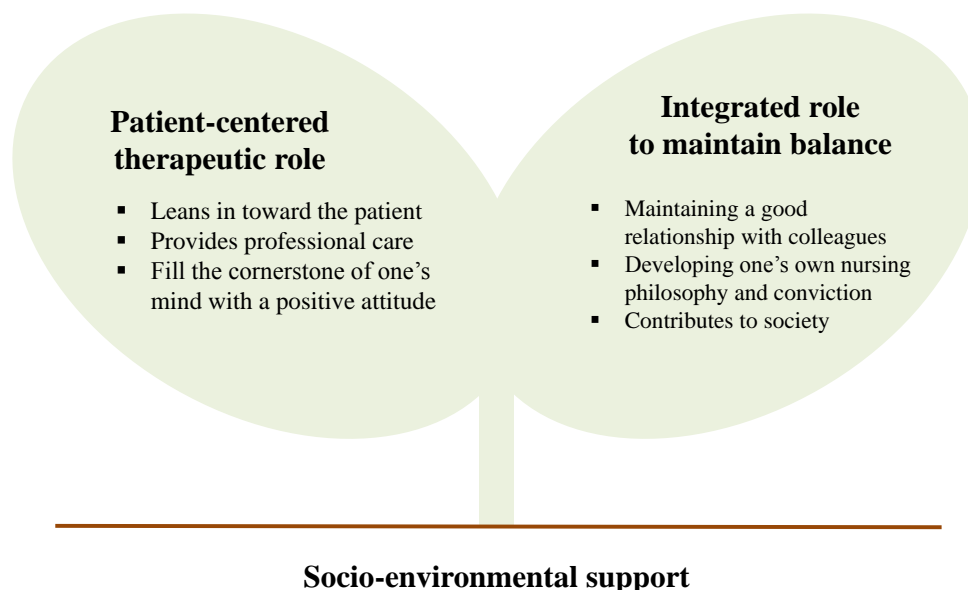 Patient-centered
therapeutic role
▪ Leans in toward the patient
▪ Provides professional care
▪ Fill the cornerstone of one’s
mind with a positive attitude
Integrated role
to maintain balance
▪ Maintaining a good
relationship with colleagues
▪ Developing one’s own nursing
philosophy and conviction
▪ Contributes to society
Socio-environmental support